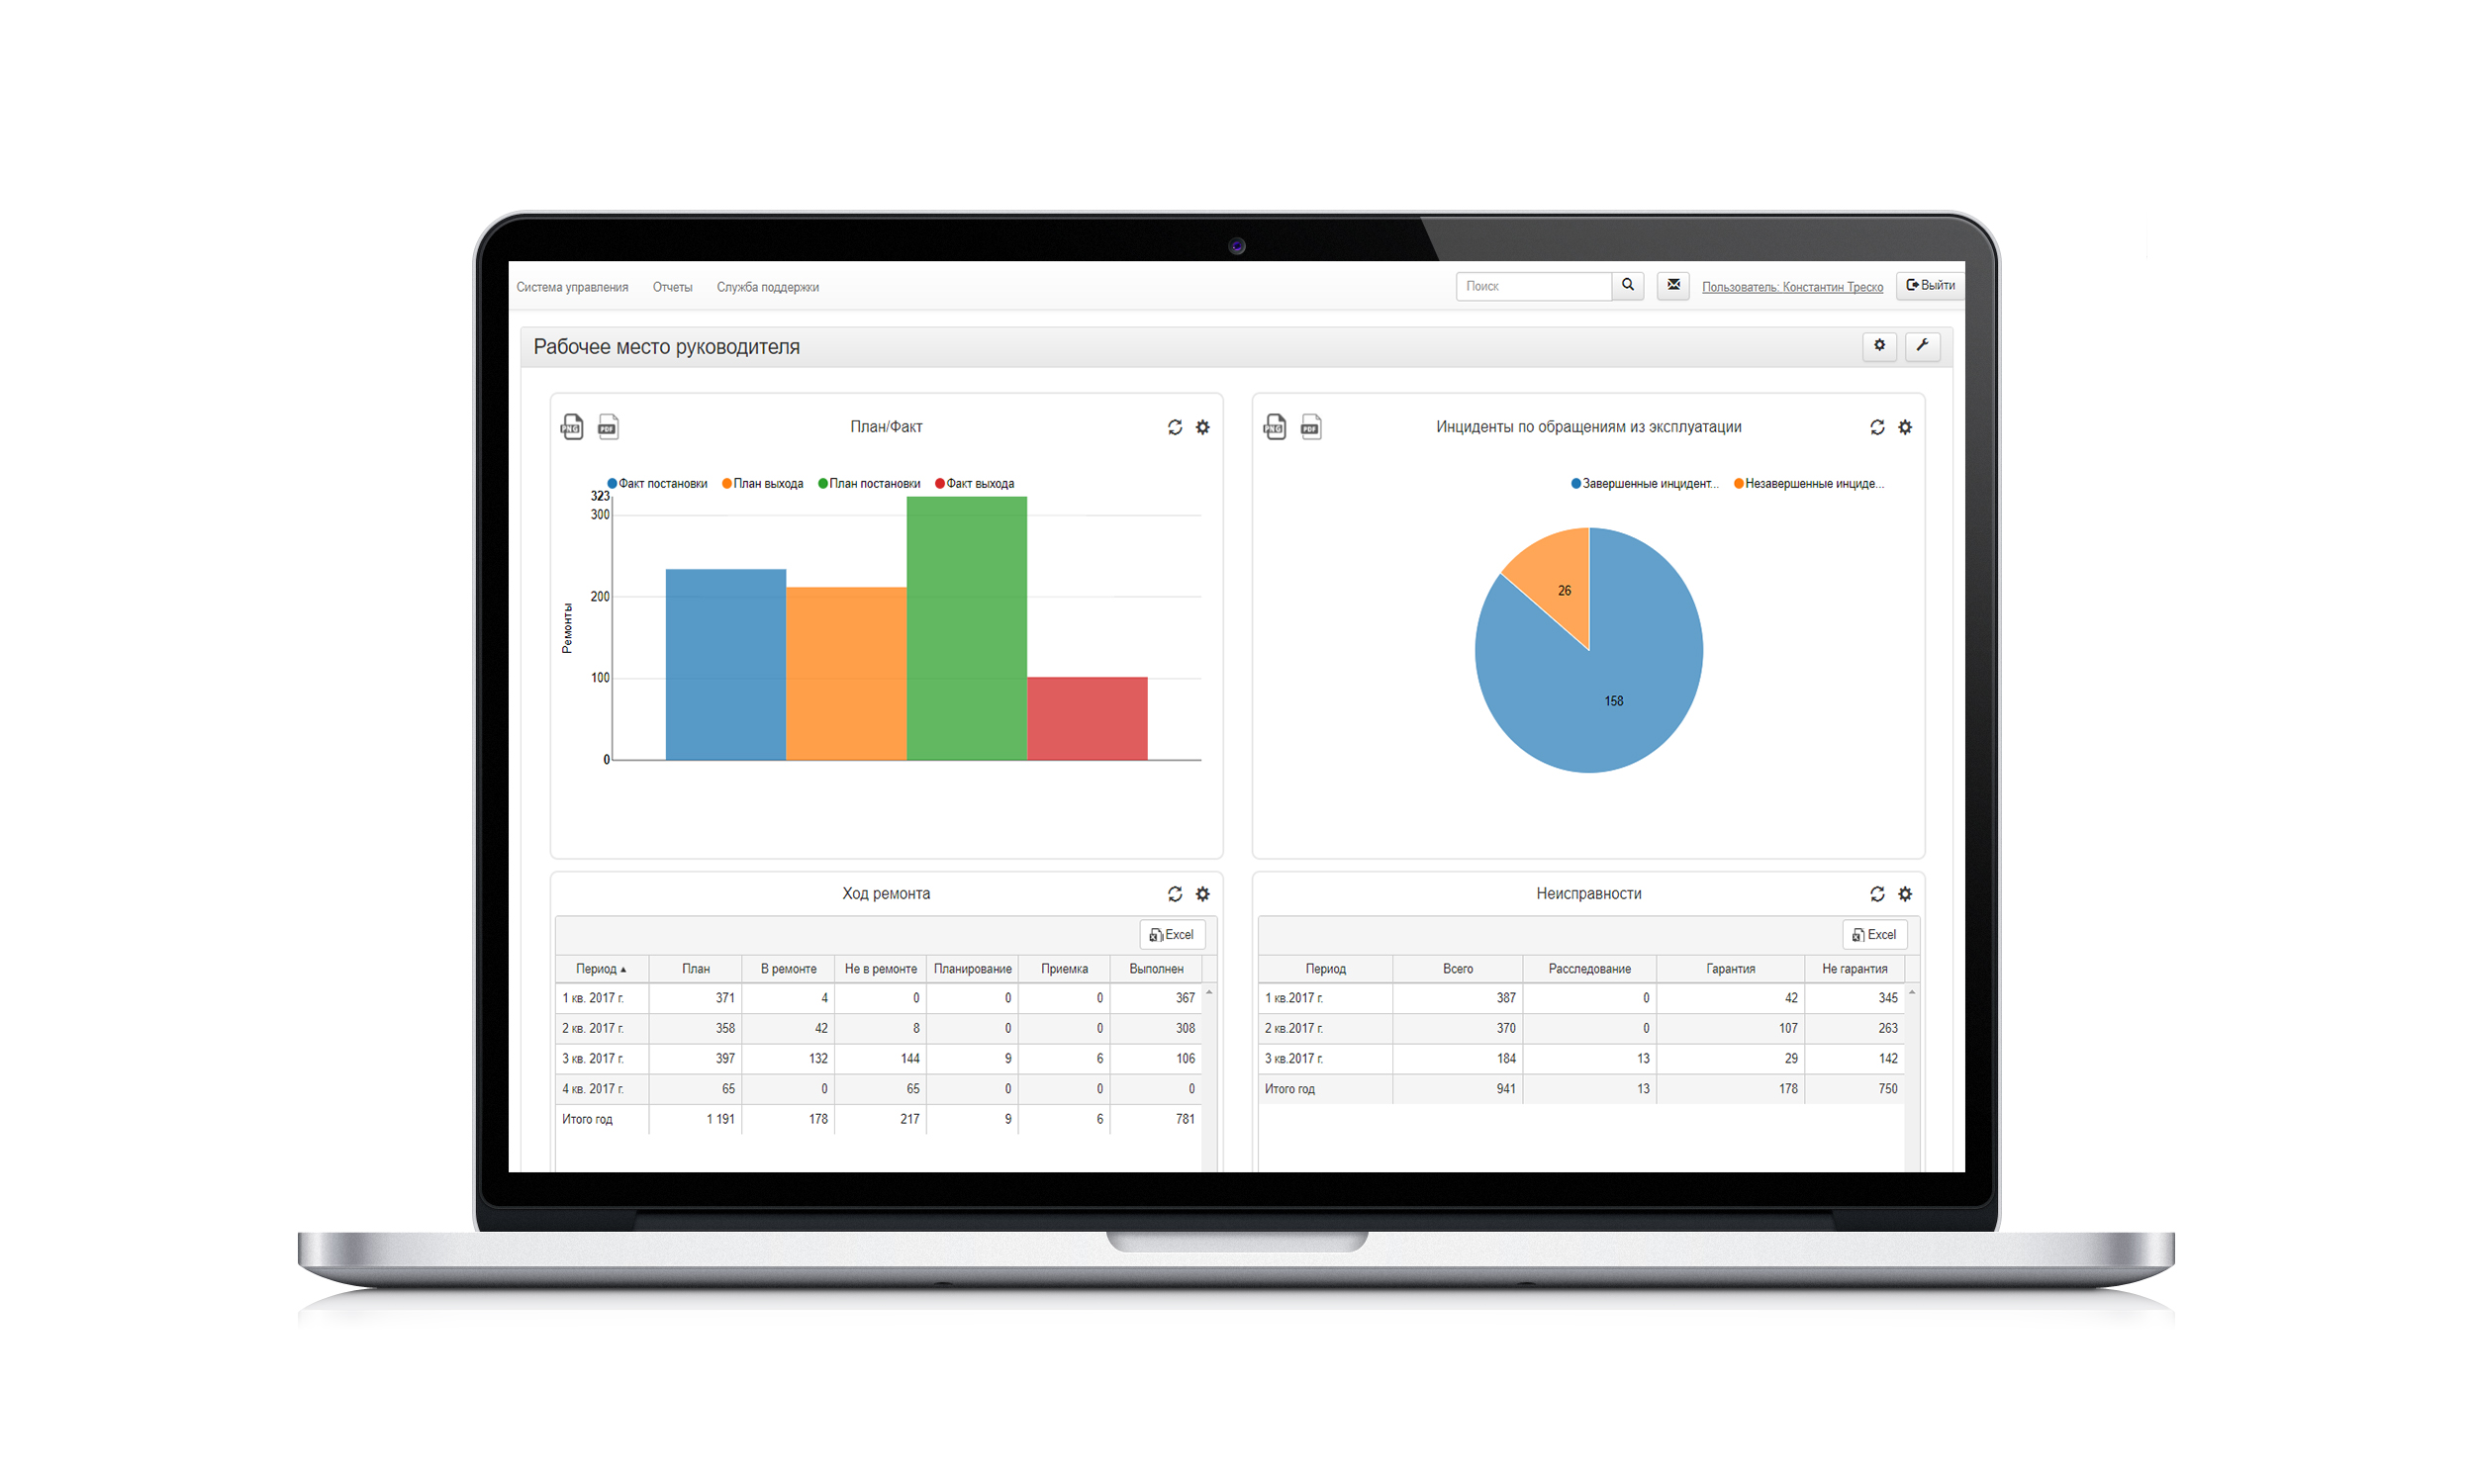 Система управления Отчеты Служба поддержки Поиск Пользователь: Константин Треско Выйти
Рабочее место руководителя
PNG PDF План/Факт
Факт постановки План выхода План постановки Факт выхода
323
300
200
100
0
Ремонты
PNG PDF Инциденты по обращениям из эксплуатации
Завершенные инцидент... Незавершенные инциде...
26
158
Ход ремонта
Excel
Период План В ремонте Не в ремонте Планирование Приемка Выполнен
1 кв. 2017 г. 371 4 0 0 0 367
2 кв. 2017 г. 358 42 8 0 0 308
3 кв. 2017 г. 397 132 144 9 6 106
4 кв. 2017 г. 65 0 65 0 0 0
Итого год 1 191 178 217 9 6 781
Неисправности
Excel
Период Всего Расследование Гарантия Не гарантия
1 кв.2017 г. 387 0 42 345
2 кв.2017 г. 370 0 107 263
3 кв.2017 г. 184 13 29 142
Итого год 941 13 178 750